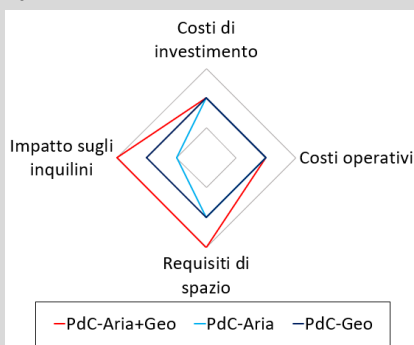 Costi di
investimento
Impatto sugli
inquilini
Costi operativi
Requisiti di
spazio
PdC-Aria+Geo
PdC-Aria
PdC-Geo